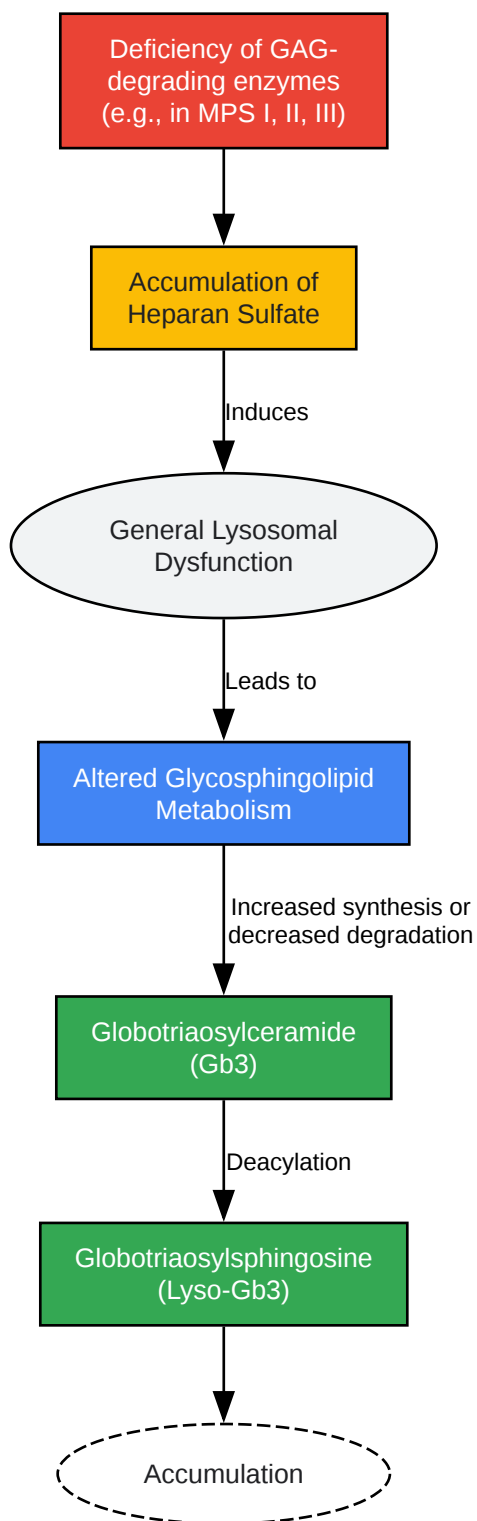 Deficiency of GAG-
degrading enzymes
(e.g., in MPS I, II, III)
Accumulation of
Heparan Sulfate
Induces
General Lysosomal
Dysfunction
Leads to
Altered Glycosphingolipid
Metabolism
Increased synthesis or
decreased degradation
Globotriaosylceramide
(Gb3)
Deacylation
Globotriaosylsphingosine
(Lyso-Gb3)
Accumulation